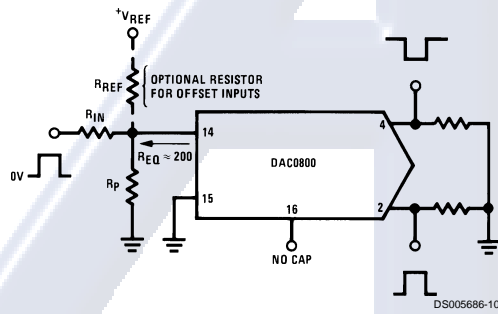 +VREF
RREF
OPTIONAL RESISTOR
FOR OFFSET INPUTS
RIN
14
4
REQ ≈ 200
DAC0800
0V
RP
15
16
2
NO CAP
DS005686-10